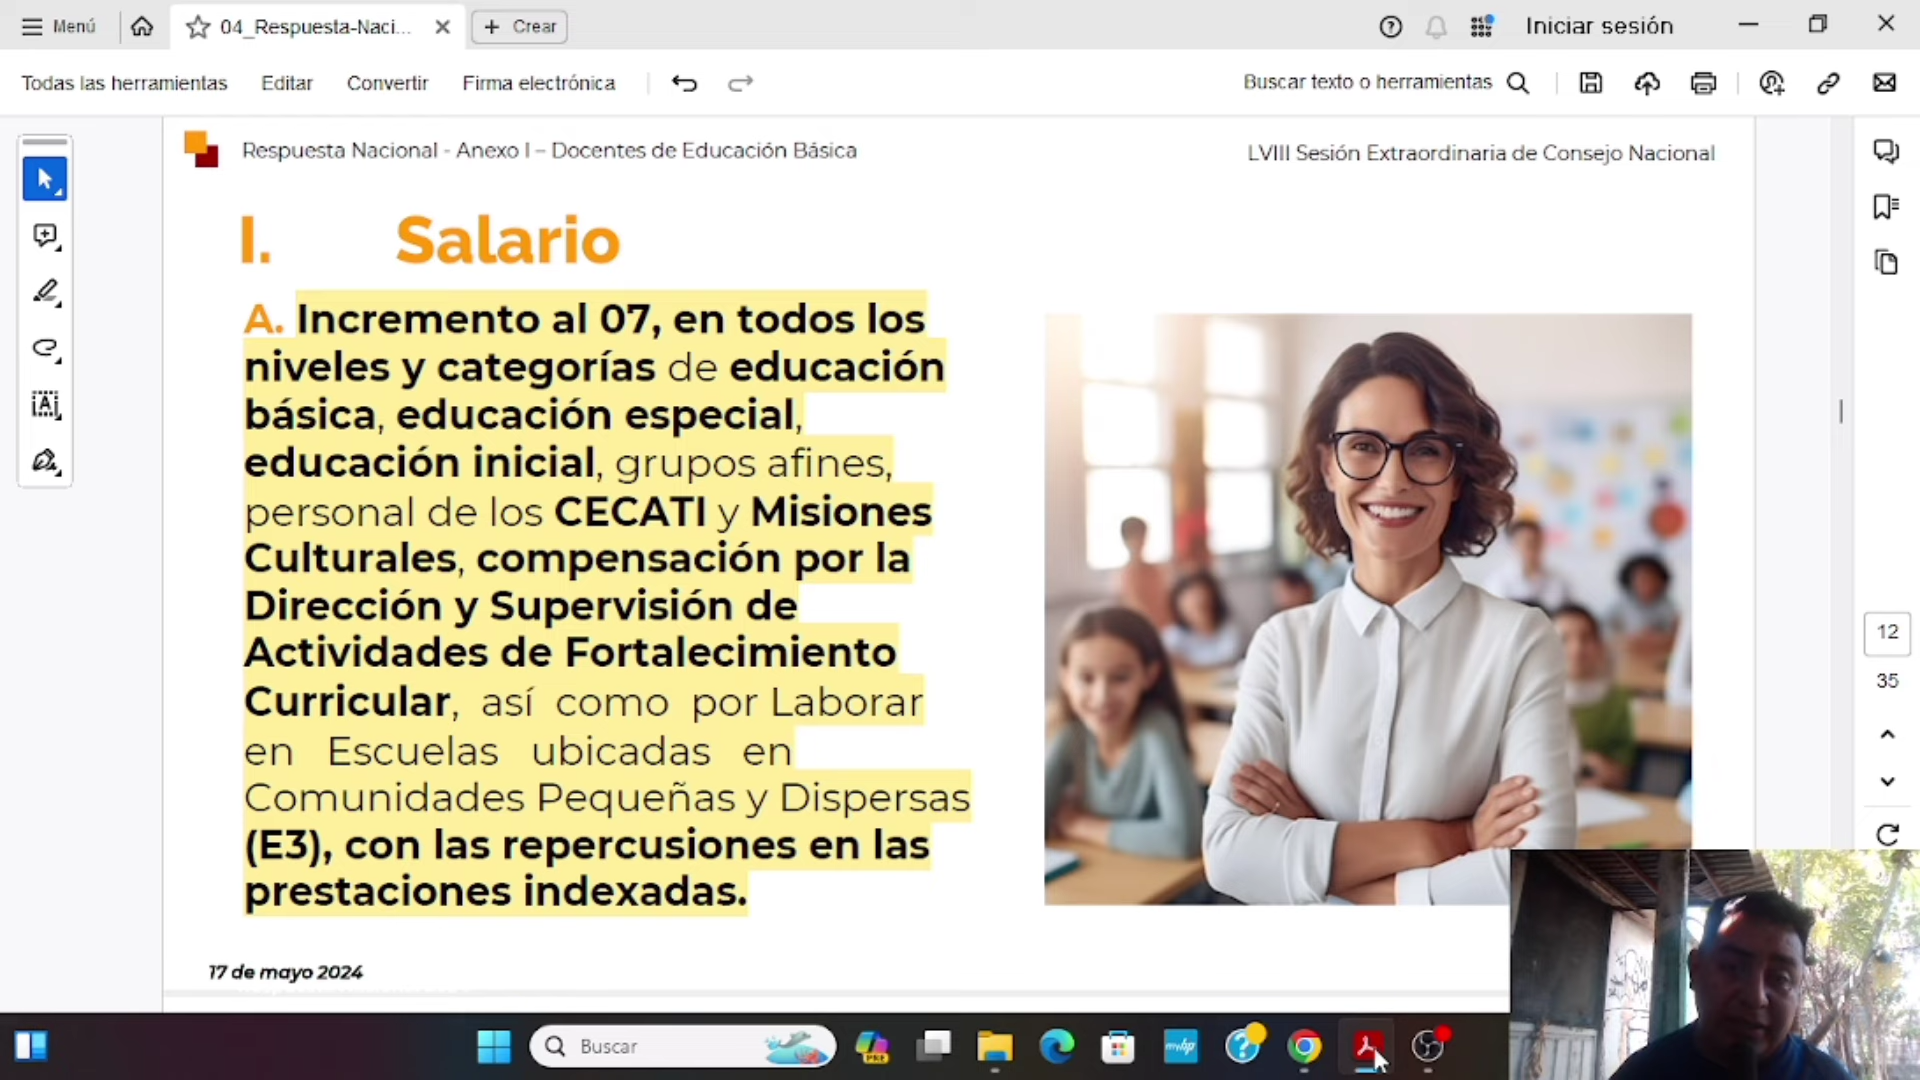 Menú
04_Respuesta-Naci...
Crear
Iniciar sesión
Todas las herramientas
Editar
Convertir
Firma electrónica
Buscar texto o herramientas
Respuesta Nacional - Anexo I – Docentes de Educación Básica
LVIII Sesión Extraordinaria de Consejo Nacional
I. Salario
A. Incremento al 07, en todos los
niveles y categorías de educación
básica, educación especial,
educación inicial, grupos afines,
personal de los CECATI y Misiones
Culturales, compensación por la
Dirección y Supervisión de
Actividades de Fortalecimiento
Curricular, así como por Laborar
en Escuelas ubicadas en
Comunidades Pequeñas y Dispersas
(E3), con las repercusiones en las
prestaciones indexadas.
17 de mayo 2024
12
35
Buscar
PRE
myhp